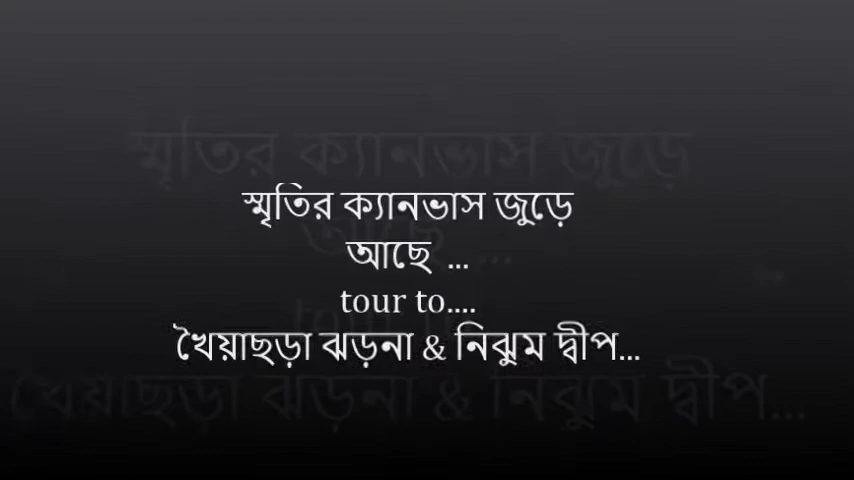 স্মৃতির ক্যানভাস জুড়ে
আছে ...
tour to....
খৈয়াছড়া ঝড়না & নিঝুম দ্বীপ...